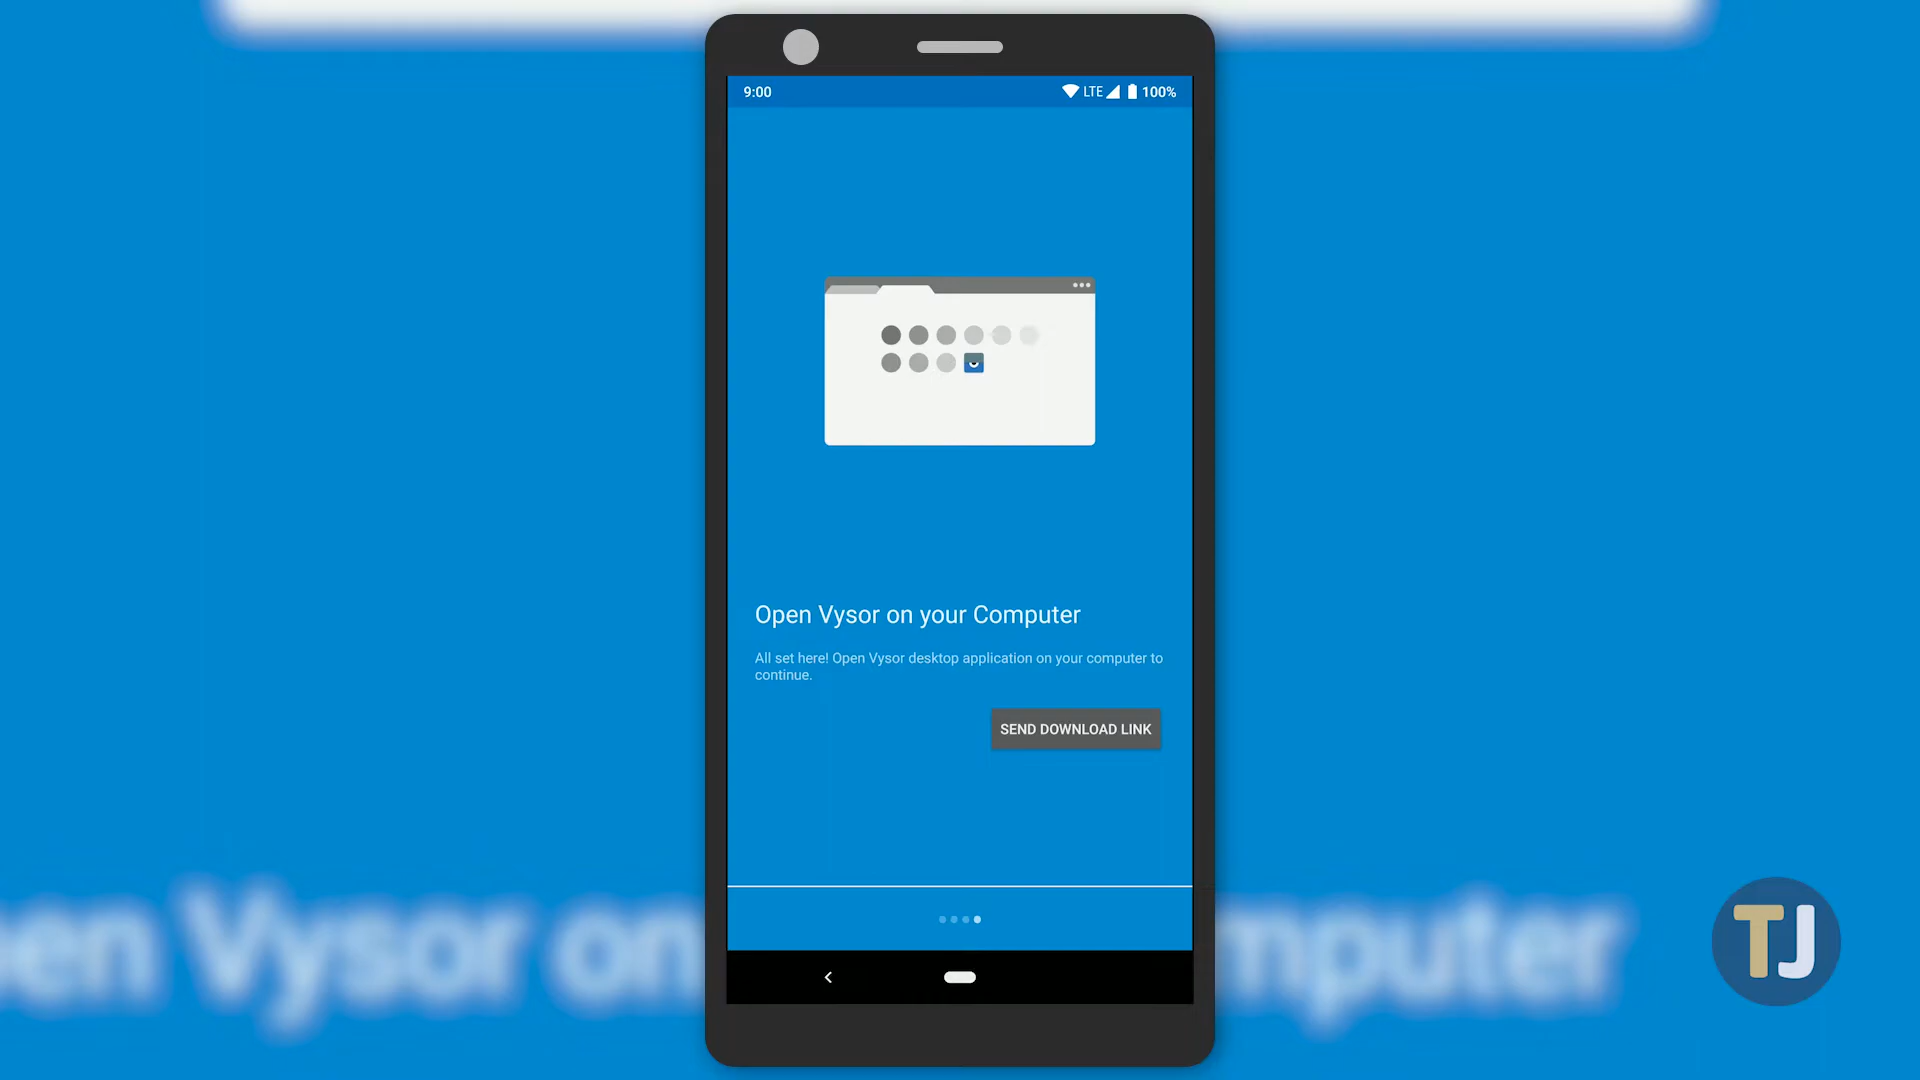 9:00 LTE 100%
Open Vysor on your Computer
All set here! Open Vysor desktop application on your computer to
continue.
SEND DOWNLOAD LINK
pen Vysor on mputer
TJ